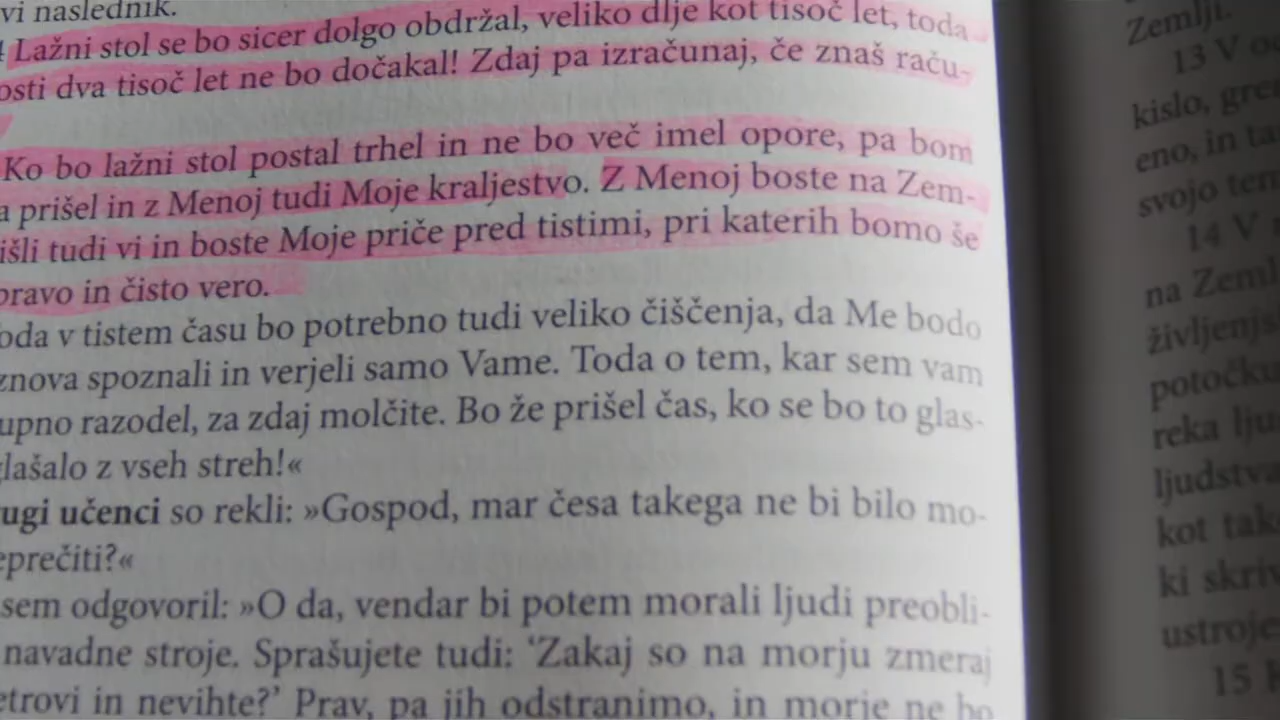 vi naslednik.
4 Lažni stol se bo sicer dolgo obdržal, veliko dlje kot tisoč let, toda
osti dva tisoč let ne bo dočakal! Zdaj pa izračunaj, če znaš raču-
Ko bo lažni stol postal trhel in ne bo več imel opore, pa bom
a prišel in z Menoj tudi Moje kraljestvo. Z Menoj boste na Zem-
išli tudi vi in boste Moje priče pred tistimi, pri katerih bomo še
pravo in čisto vero.
oda v tistem času bo potrebno tudi veliko čiščenja, da Me bodo
znova spoznali in verjeli samo Vame. Toda o tem, kar sem vam
upno razodel, za zdaj molčite. Bo že prišel čas, ko se bo to glas-
glašalo z vseh streh!«
ugi učenci so rekli: »Gospod, mar česa takega ne bi bilo mo-
eprečiti?«
sem odgovoril: »O da, vendar bi potem morali ljudi preobli-
navadne stroje. Sprašujete tudi: ‘Zakaj so na morju zmeraj
etrovi in nevihte?’ Prav, pa jih odstranimo, in morje ne bo
Zemlji.
13 V
kislo, gren
eno, in ta
svojo tem
14 V
na Zeml
življenjs
potočku
reka lju
ljudstva
kot tak
ki skriv
ustroje
15